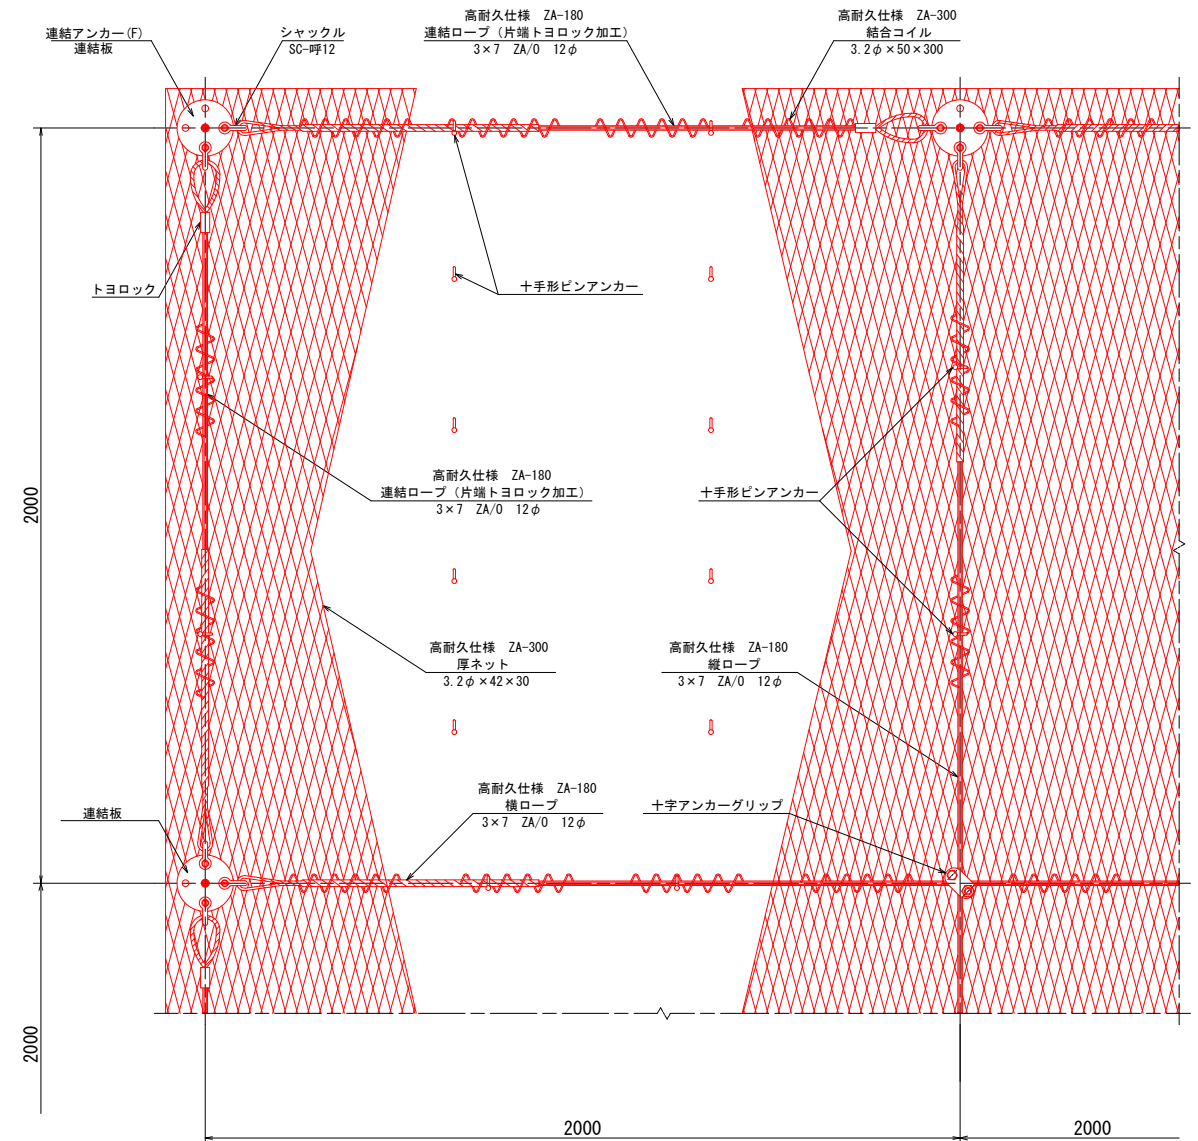 高耐久仕様 ZA-180
連結ロープ（片端トヨロック加工）
3×7 ZA/O 12φ
高耐久仕様 ZA-300
結合コイル
3.2φ×50×300
連結アンカー(F)
連結板
シャックル
SC-呼12
トヨロック
十手形ピンアンカー
2000
高耐久仕様 ZA-180
連結ロープ（片端トヨロック加工）
3×7 ZA/O 12φ
十手形ピンアンカー
高耐久仕様 ZA-300
厚ネット
3.2φ×42×30
高耐久仕様 ZA-180
縦ロープ
3×7 ZA/O 12φ
高耐久仕様 ZA-180
横ロープ
3×7 ZA/O 12φ
十字アンカーグリップ
連結板
2000
2000
2000